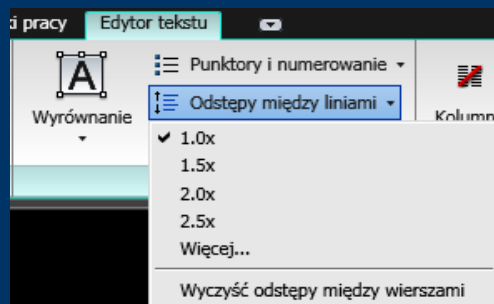 i pracy Edytor tekstu
Punktory i numerowanie
Wyrównanie
Odstępy między liniami
Kolumn
1.0x
1.5x
2.0x
2.5x
Więcej...
Wyczyść odstępy między wierszami